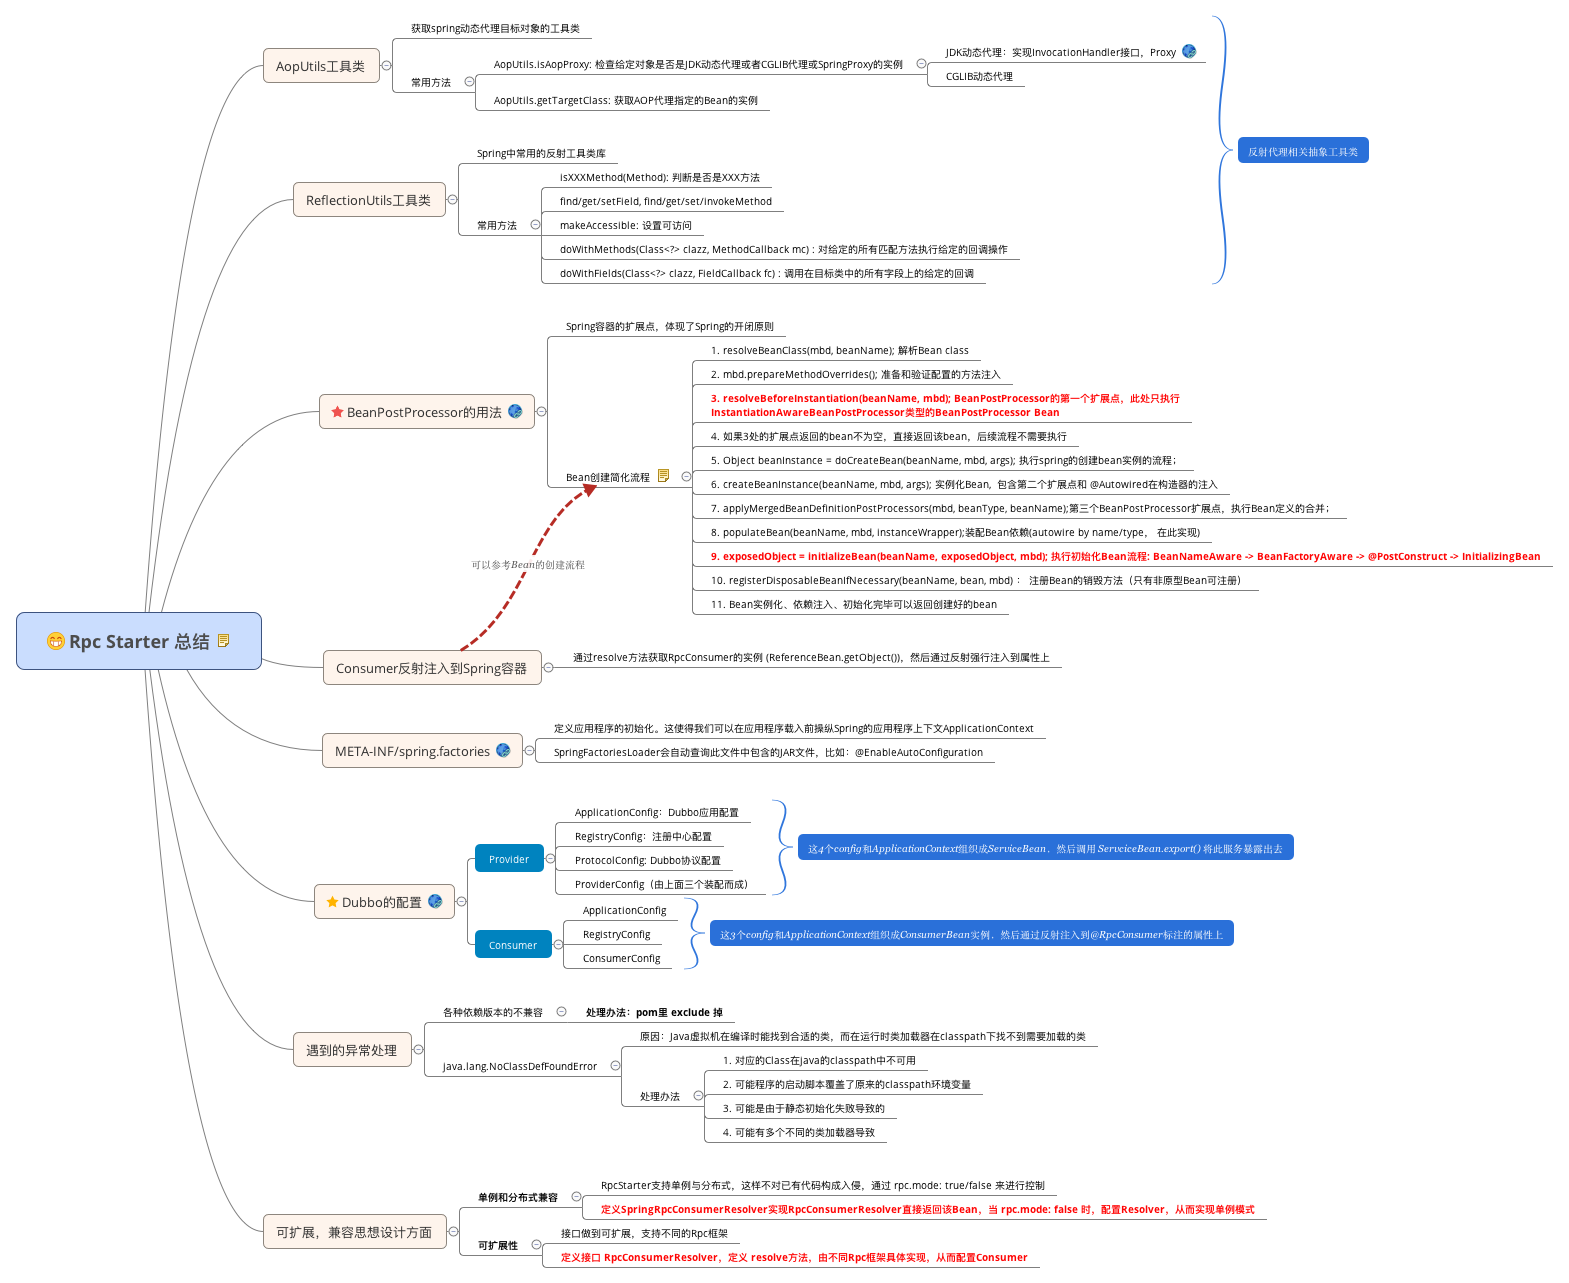 Rpc Starter 总结
AopUtils工具类
获取spring动态代理目标对象的工具类
常用方法
AopUtils.isAopProxy: 检查给定对象是否是JDK动态代理或者CGLIB代理或SpringProxy的实例
JDK动态代理：实现InvocationHandler接口，Proxy
CGLIB动态代理
AopUtils.getTargetClass: 获取AOP代理指定的Bean的实例
ReflectionUtils工具类
Spring中常用的反射工具类库
常用方法
isXXXMethod(Method): 判断是否是XXX方法
find/get/setField, find/get/set/invokeMethod
makeAccessible: 设置可访问
doWithMethods(Class<?> clazz, MethodCallback mc) : 对给定的所有匹配方法执行给定的回调操作
doWithFields(Class<?> clazz, FieldCallback fc) : 调用在目标类中的所有字段上的给定的回调
反射代理相关抽象工具类
BeanPostProcessor的用法
Spring容器的扩展点，体现了Spring的开闭原则
Bean创建简化流程
1. resolveBeanClass(mbd, beanName); 解析Bean class
2. mbd.prepareMethodOverrides(); 准备和验证配置的方法注入
3. resolveBeforeInstantiation(beanName, mbd); BeanPostProcessor的第一个扩展点，此处只执行
InstantiationAwareBeanPostProcessor类型的BeanPostProcessor Bean
4. 如果3处的扩展点返回的bean不为空，直接返回该bean，后续流程不需要执行
5. Object beanInstance = doCreateBean(beanName, mbd, args); 执行spring的创建bean实例的流程；
6. createBeanInstance(beanName, mbd, args); 实例化Bean，包含第二个扩展点和 @Autowired在构造器的注入
7. applyMergedBeanDefinitionPostProcessors(mbd, beanType, beanName);第三个BeanPostProcessor扩展点，执行Bean定义的合并；
8. populateBean(beanName, mbd, instanceWrapper);装配Bean依赖(autowire by name/type， 在此实现)
9. exposedObject = initializeBean(beanName, exposedObject, mbd); 执行初始化Bean流程: BeanNameAware -> BeanFactoryAware -> @PostConstruct -> InitializingBean
10. registerDisposableBeanIfNecessary(beanName, bean, mbd) ： 注册Bean的销毁方法（只有非原型Bean可注册）
11. Bean实例化、依赖注入、初始化完毕可以返回创建好的bean
可以参考Bean的创建流程
Consumer反射注入到Spring容器
通过resolve方法获取RpcConsumer的实例 (ReferenceBean.getObject())，然后通过反射强行注入到属性上
META-INF/spring.factories
定义应用程序的初始化。这使得我们可以在应用程序载入前操纵Spring的应用程序上下文ApplicationContext
SpringFactoriesLoader会自动查询此文件中包含的JAR文件，比如：@EnableAutoConfiguration
Dubbo的配置
Provider
ApplicationConfig：Dubbo应用配置
RegistryConfig：注册中心配置
ProtocolConfig: Dubbo协议配置
ProviderConfig（由上面三个装配而成）
这4个config和ApplicationContext组织成ServiceBean，然后调用 ServciceBean.export() 将此服务暴露出去
Consumer
ApplicationConfig
RegistryConfig
ConsumerConfig
这3个config和ApplicationContext组织成ConsumerBean实例，然后通过反射注入到@RpcConsumer标注的属性上
遇到的异常处理
各种依赖版本的不兼容
处理办法：pom里 exclude 掉
java.lang.NoClassDefFoundError
原因：Java虚拟机在编译时能找到合适的类，而在运行时类加载器在classpath下找不到需要加载的类
处理办法
1. 对应的Class在java的classpath中不可用
2. 可能程序的启动脚本覆盖了原来的classpath环境变量
3. 可能是由于静态初始化失败导致的
4. 可能有多个不同的类加载器导致
可扩展，兼容思想设计方面
单例和分布式兼容
RpcStarter支持单例与分布式，这样不对已有代码构成入侵，通过 rpc.mode: true/false 来进行控制
定义SpringRpcConsumerResolver实现RpcConsumerResolver直接返回该Bean，当 rpc.mode: false 时，配置Resolver，从而实现单例模式
可扩展性
接口做到可扩展，支持不同的Rpc框架
定义接口 RpcConsumerResolver，定义 resolve方法，由不同Rpc框架具体实现，从而配置Consumer